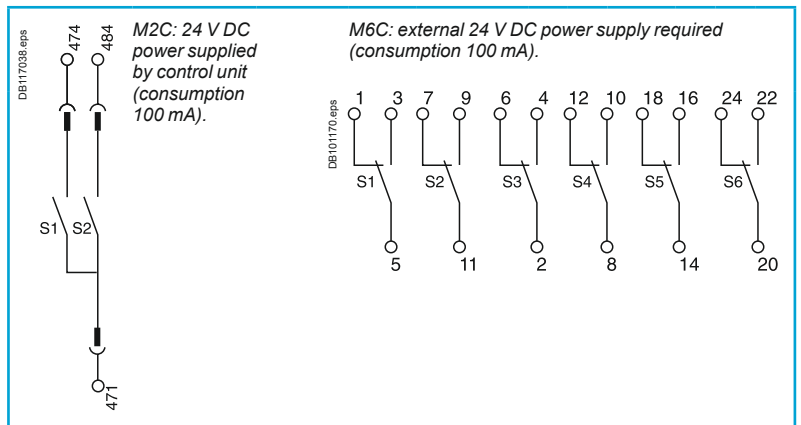 DB117038.eps
474
484
M2C: 24 V DC
power supplied
by control unit
(consumption
100 mA).
S1 S2
471
M6C: external 24 V DC power supply required
(consumption 100 mA).
DB101170.eps
1 3 7 9 6 4 12 10 18 16 24 22
S1 S2 S3 S4 S5 S6
5 11 2 8 14 20